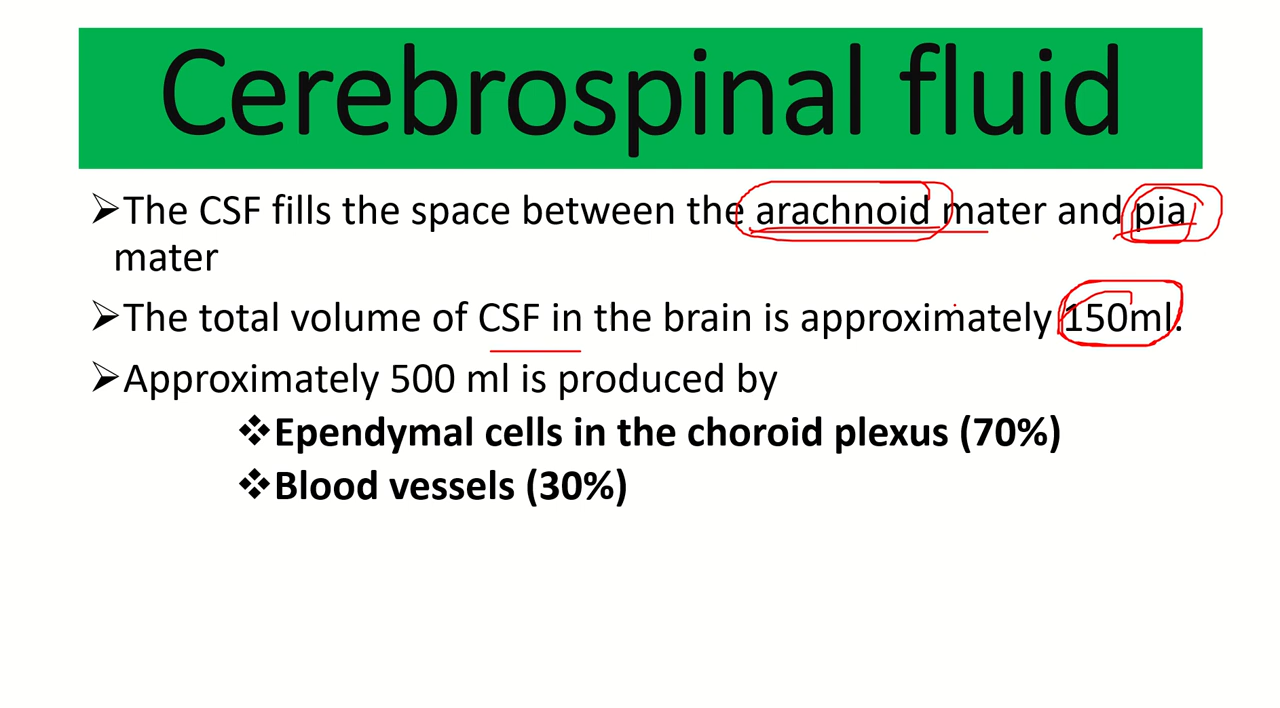 Cerebrospinal fluid
➢The CSF fills the space between the arachnoid mater and pia
mater
➢The total volume of CSF in the brain is approximately 150ml.
➢Approximately 500 ml is produced by
❖Ependymal cells in the choroid plexus (70%)
❖Blood vessels (30%)